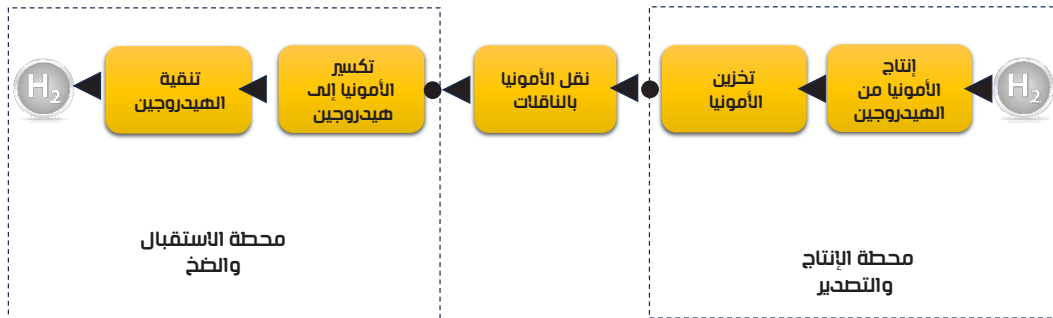 H2
إنتاج
الأمونيا من
الهيدروجين
تخزين
الأمونيا
نقل الأمونيا
بالناقلات
تكسير
الأمونيا إلى
هيدروجين
تنقية
الهيدروجين
H2
محطة الإنتاج
والتصدير
محطة الاستقبال
والضخ